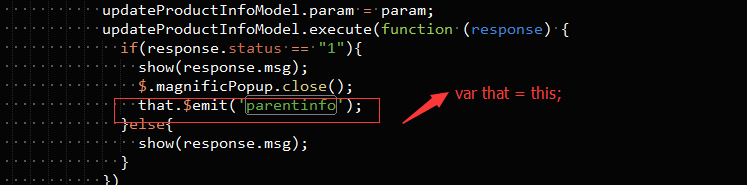 updateProductInfoModel.param = param;
updateProductInfoModel.execute(function (response) {
if(response.status == "1"){
show(response.msg);
$.magnificPopup.close();
that.$emit('parentinfo');
var that = this;
}else{
show(response.msg);
}
})